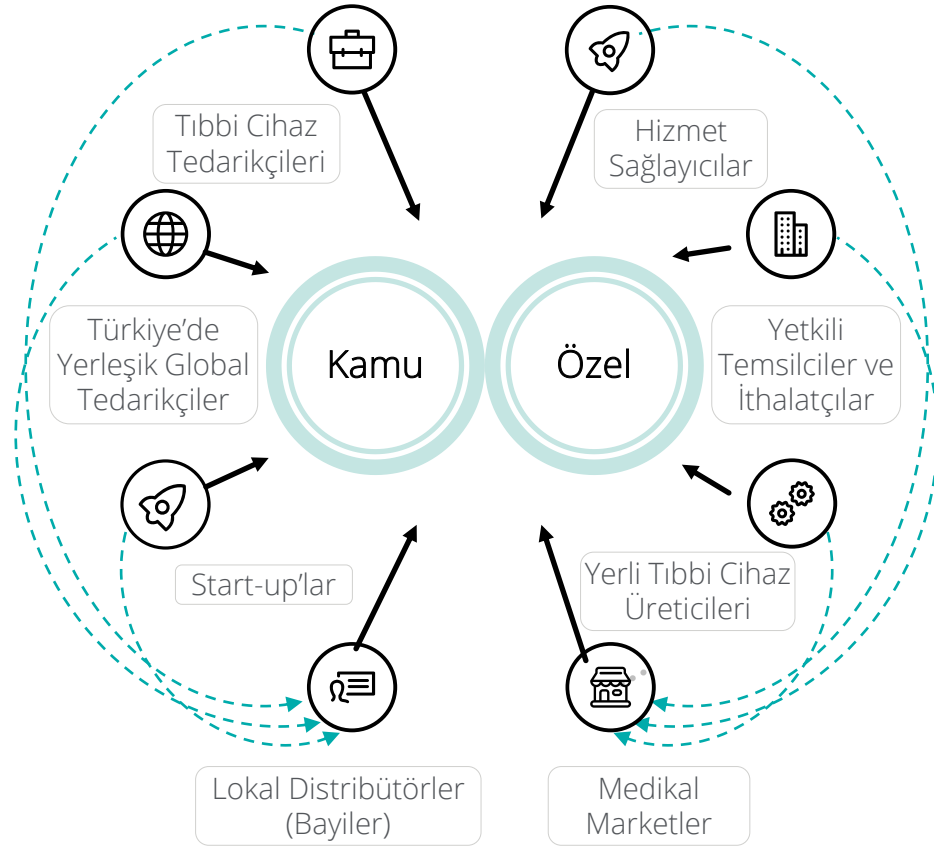 Tıbbi Cihaz
Tedarikçileri
Hizmet
Sağlayıcılar
Türkiye’de
Yerleşik Global
Tedarikçiler
Kamu
Özel
Yetkili
Temsilciler ve
İthalatçılar
Start-up’lar
Yerli Tıbbi Cihaz
Üreticileri
Lokal Distribütörler
(Bayiler)
Medikal
Marketler